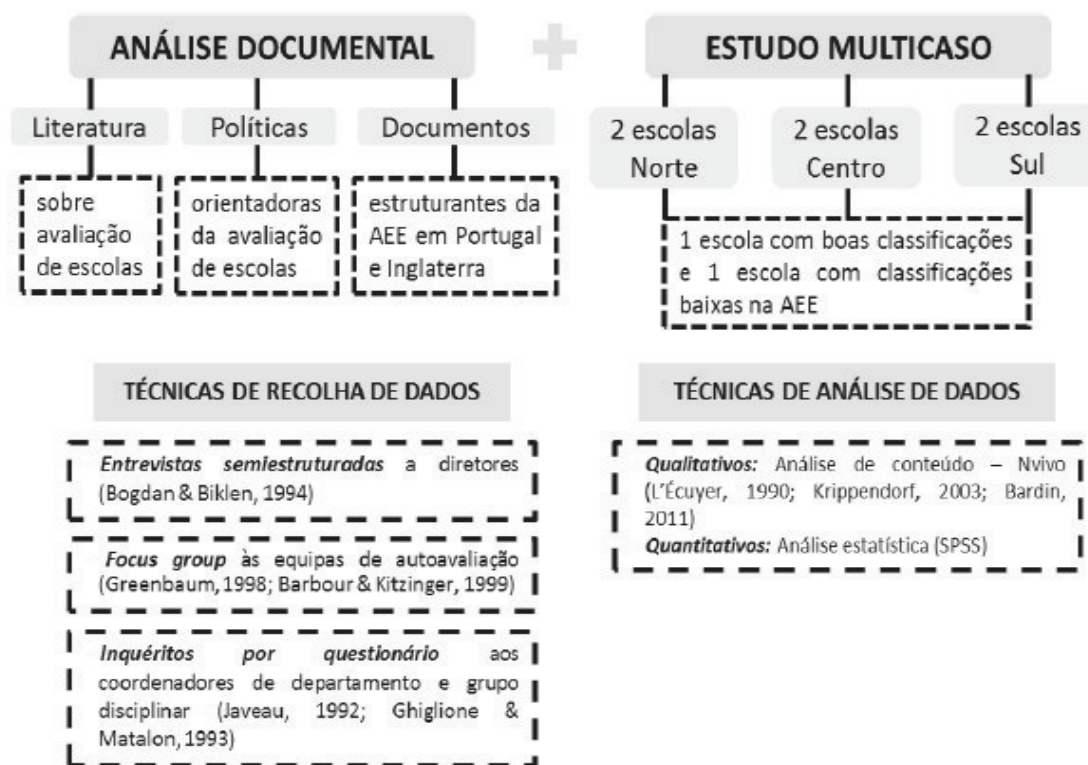 ANÁLISE DOCUMENTAL
Literatura
Políticas
Documentos
sobre
avaliação
de escolas
orientadoras
da avaliação
de escolas
estruturantes da
AEE em Portugal
e Inglaterra
+
ESTUDO MULTICASO
2 escolas
Norte
2 escolas
Centro
2 escolas
Sul
1 escola com boas classificações
e 1 escola com classificações
baixas na AEE
TÉCNICAS DE RECOLHA DE DADOS
Entrevistas semiestruturadas a diretores
(Bogdan & Biklen, 1994)
Focus group às equipas de autoavaliação
(Greenbaum, 1998; Barbour & Kitzinger, 1999)
Inquéritos por questionário aos
coordenadores de departamento e grupo
disciplinar (Javeau, 1992; Ghiglione &
Matalon, 1993)
TÉCNICAS DE ANÁLISE DE DADOS
Qualitativos: Análise de conteúdo – Nvivo
(L'Écuyer, 1990; Krippendorf, 2003; Bardin,
2011)
Quantitativos: Análise estatística (SPSS)